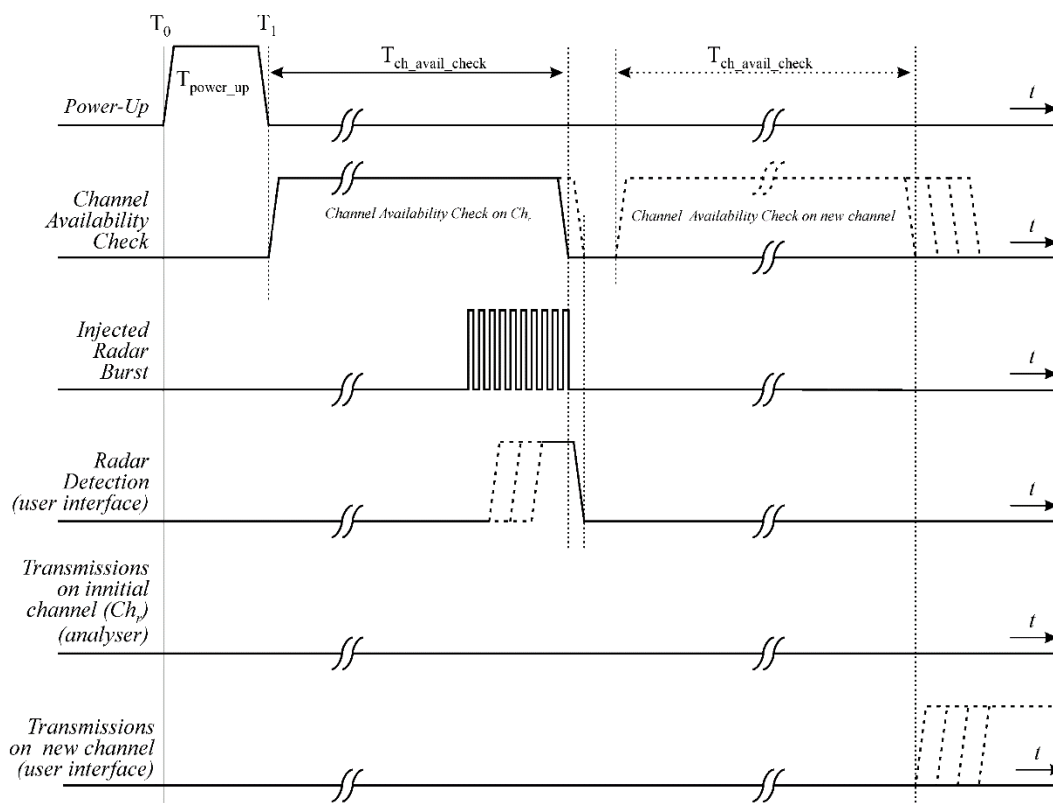 T0 T1
Tch_avail_check
Tch_avail_check
Tpower_up
Power-Up
t
Channel
Availability
Check
Channel Availability Check on Chr
Channel Availability Check on new channel
t
Injected
Radar
Burst
t
Radar
Detection
(user interface)
t
Transmissions
on innitial
channel (Chr)
(analyser)
t
Transmissions
on new channel
(user interface)
t